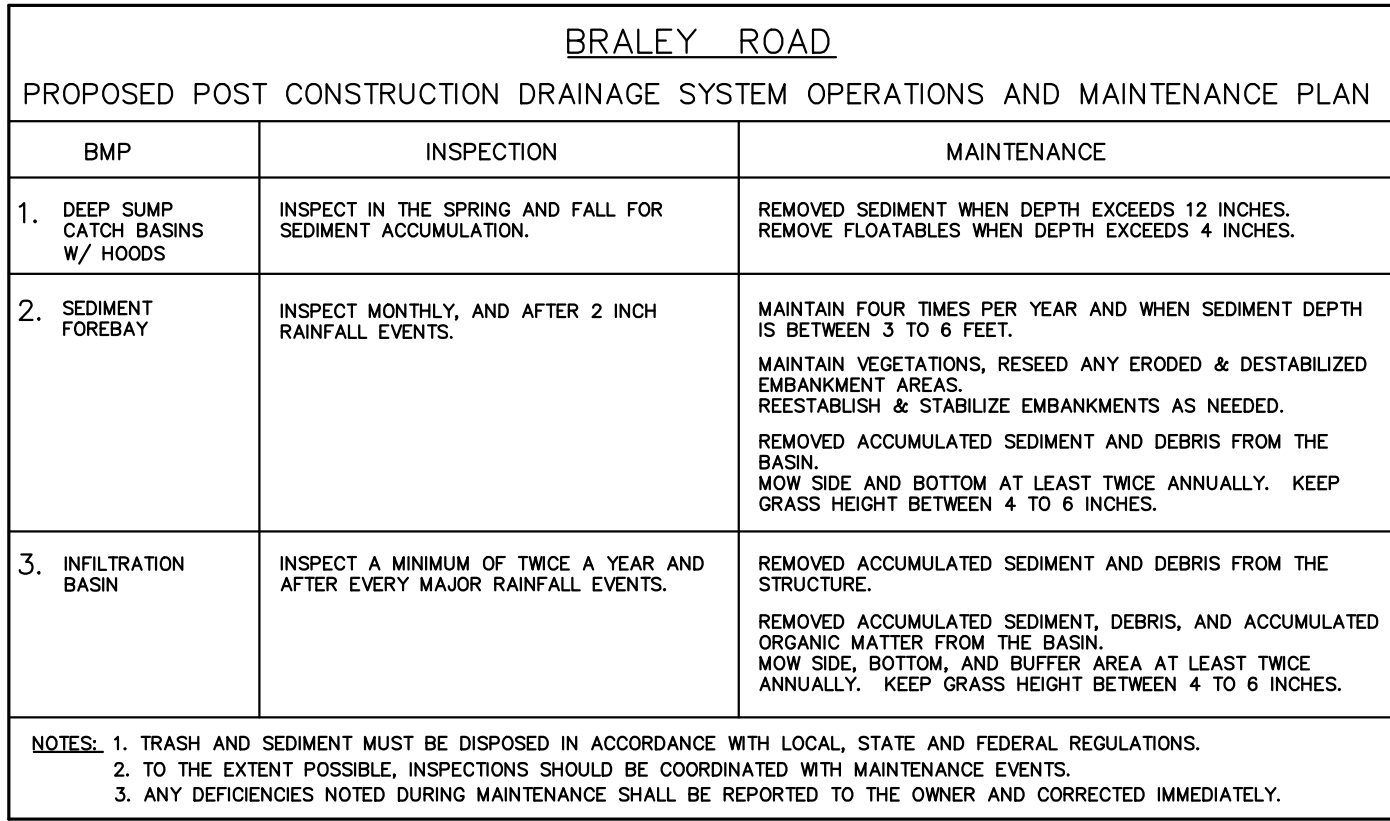 BRALEY ROAD
PROPOSED POST CONSTRUCTION DRAINAGE SYSTEM OPERATIONS AND MAINTENANCE PLAN
BMP
INSPECTION
MAINTENANCE
1. DEEP SUMP
CATCH BASINS
W/ HOODS
INSPECT IN THE SPRING AND FALL FOR
SEDIMENT ACCUMULATION.
REMOVED SEDIMENT WHEN DEPTH EXCEEDS 12 INCHES.
REMOVE FLOATABLES WHEN DEPTH EXCEEDS 4 INCHES.
2. SEDIMENT
FOREBAY
INSPECT MONTHLY, AND AFTER 2 INCH
RAINFALL EVENTS.
MAINTAIN FOUR TIMES PER YEAR AND WHEN SEDIMENT DEPTH
IS BETWEEN 3 TO 6 FEET.
MAINTAIN VEGETATIONS, RESEED ANY ERODED & DESTABILIZED
EMBANKMENT AREAS.
REESTABLISH & STABILIZE EMBANKMENTS AS NEEDED.
REMOVED ACCUMULATED SEDIMENT AND DEBRIS FROM THE
BASIN.
MOW SIDE AND BOTTOM AT LEAST TWICE ANNUALLY. KEEP
GRASS HEIGHT BETWEEN 4 TO 6 INCHES.
3. INFILTRATION
BASIN
INSPECT A MINIMUM OF TWICE A YEAR AND
AFTER EVERY MAJOR RAINFALL EVENTS.
REMOVED ACCUMULATED SEDIMENT AND DEBRIS FROM THE
STRUCTURE.
REMOVED ACCUMULATED SEDIMENT, DEBRIS, AND ACCUMULATED
ORGANIC MATTER FROM THE BASIN.
MOW SIDE, BOTTOM, AND BUFFER AREA AT LEAST TWICE
ANNUALLY. KEEP GRASS HEIGHT BETWEEN 4 TO 6 INCHES.
NOTES: 1. TRASH AND SEDIMENT MUST BE DISPOSED IN ACCORDANCE WITH LOCAL, STATE AND FEDERAL REGULATIONS.
2. TO THE EXTENT POSSIBLE, INSPECTIONS SHOULD BE COORDINATED WITH MAINTENANCE EVENTS.
3. ANY DEFICIENCIES NOTED DURING MAINTENANCE SHALL BE REPORTED TO THE OWNER AND CORRECTED IMMEDIATELY.